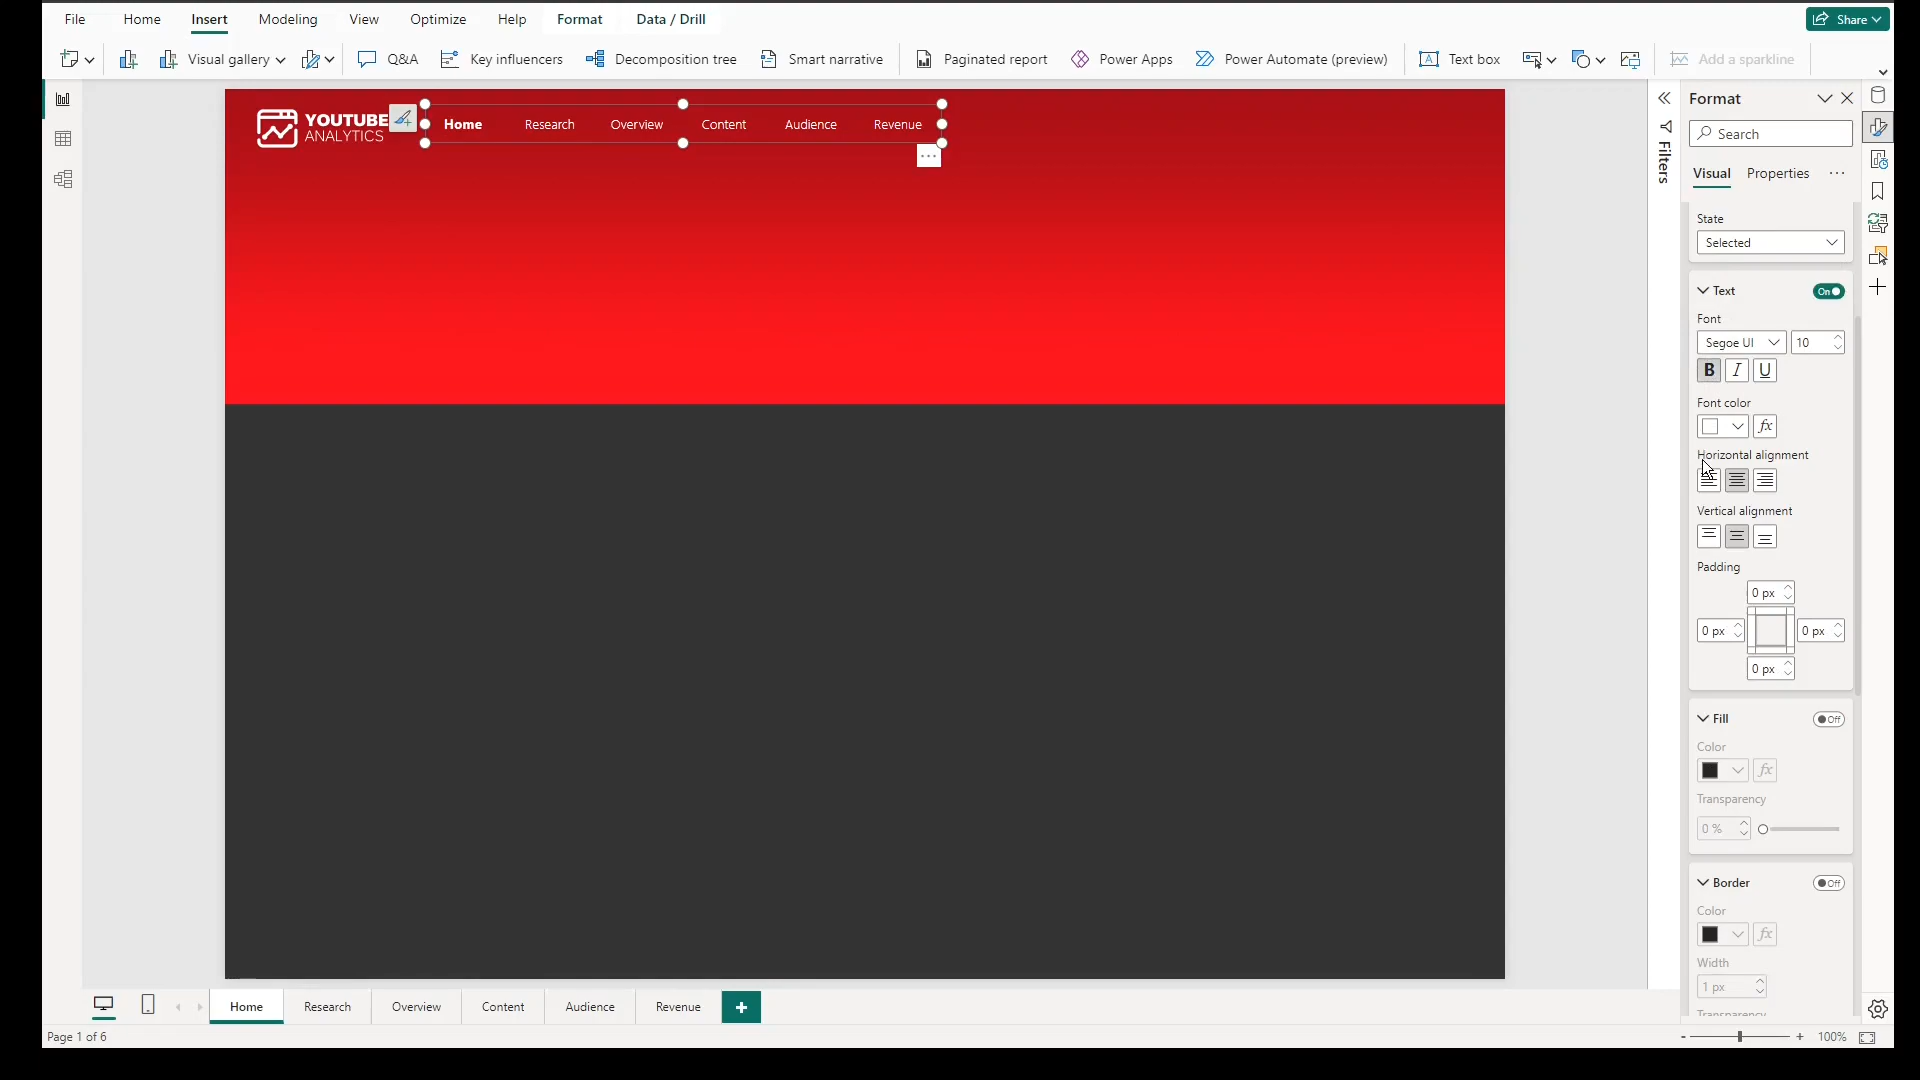 File Home Insert Modeling View Optimize Help Format Data / Drill Share
Visual gallery Q&A Key influencers Decomposition tree Smart narrative Paginated report Power Apps Power Automate (preview) Text box Add a sparkline
YOUTUBE
ANALYTICS
Home Research Overview Content Audience Revenue
...
Filters
Format
Search
Visual Properties ...
State
Selected
Text On
Font
Segoe UI 10
B I U
Font color
fx
Horizontal alignment
Vertical alignment
Padding
0 px
0 px 0 px
0 px
Fill Off
Color
fx
Transparency
0 %
Border Off
Color
fx
Width
1 px
Transparency
Home Research Overview Content Audience Revenue +
Page 1 of 6 - + 100%